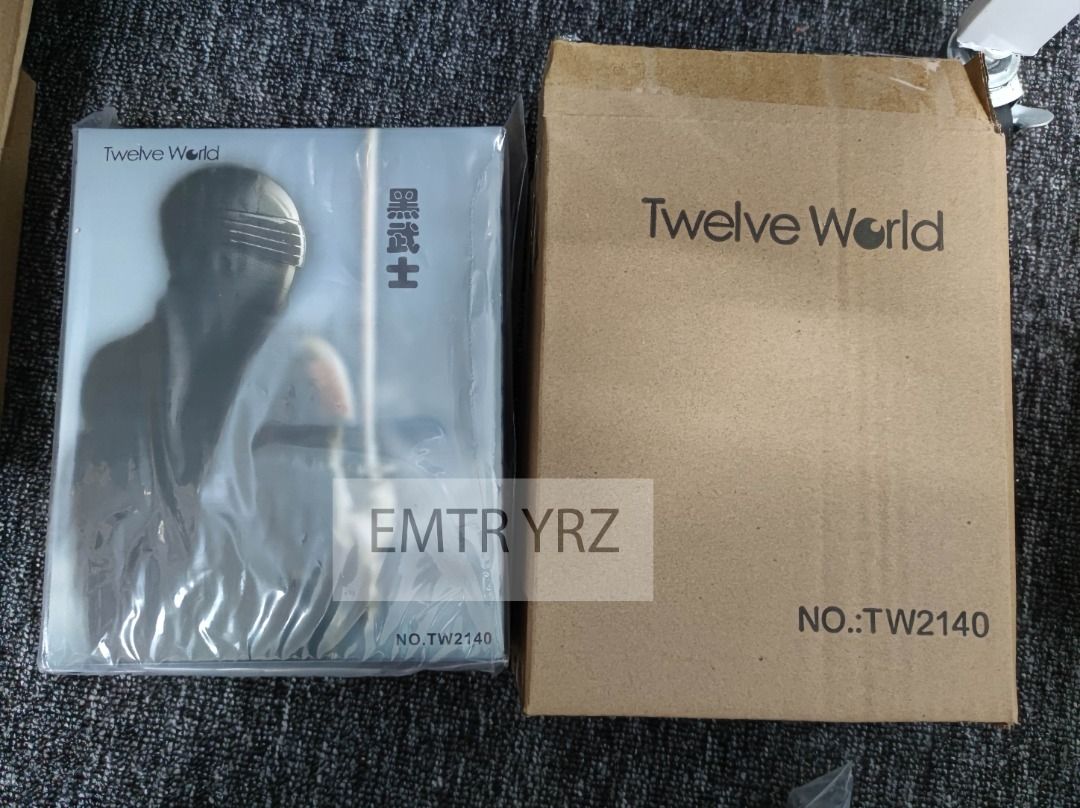 Twelve World
黑武士
NO.TW2140
Twelve World
NO.:TW2140
EMTR YRZ